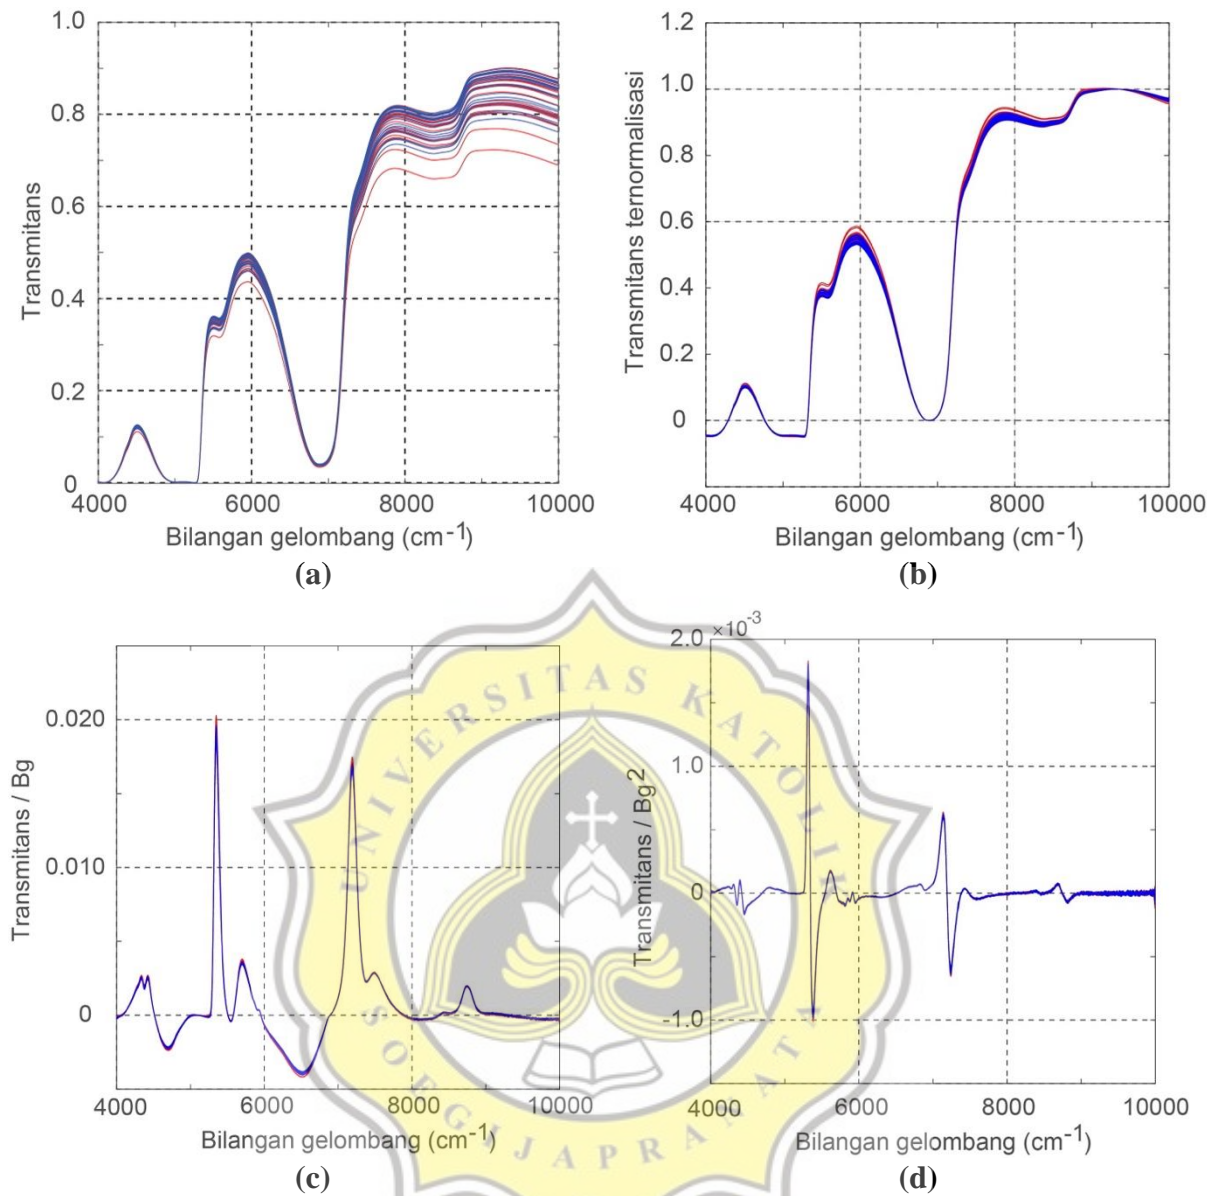 1.0
0.8
0.6
0.4
0.2
0
Transmitans
4000 6000 8000 10000
Bilangan gelombang (cm⁻¹)
(a)
1.2
1.0
0.8
0.6
0.4
0.2
0
Transmitans ternormalisasi
4000 6000 8000 10000
Bilangan gelombang (cm⁻¹)
(b)
0.020
0.010
0
Transmitans / Bg
4000 6000 8000 10000
Bilangan gelombang (cm⁻¹)
(c)
2.0 ×10⁻³
1.0
0
-1.0
Transmitans / Bg2
4000 6000 8000 10000
Bilangan gelombang (cm⁻¹)
(d)
UNIVERSITAS KATOLIK
SOEGIJAPRANATA